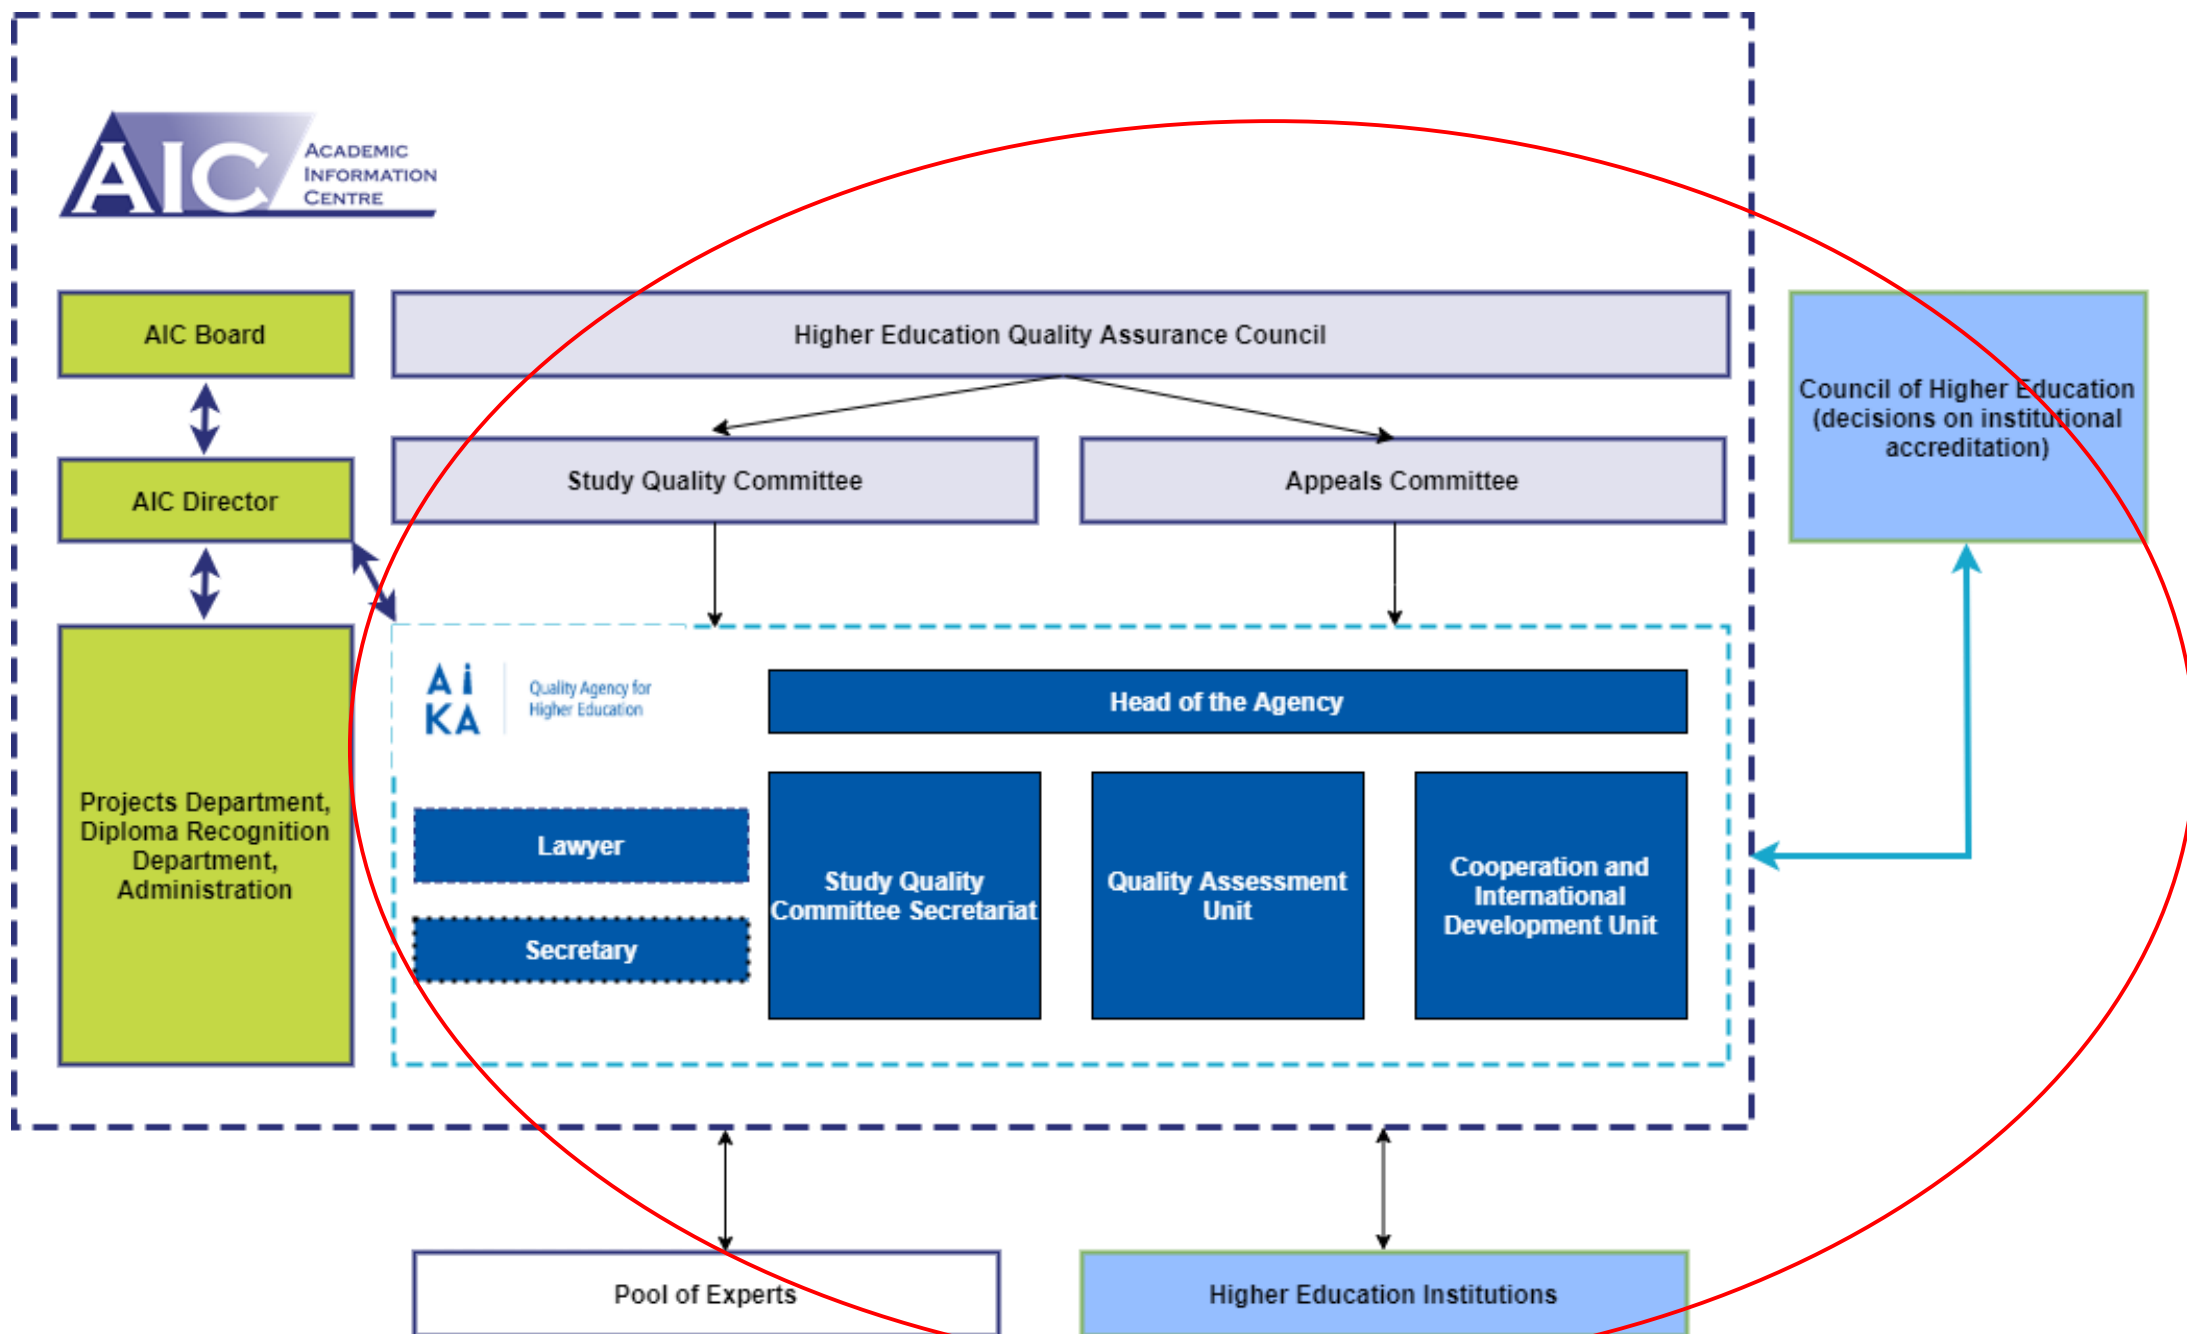 AIC
ACADEMIC
INFORMATION
CENTRE
AIC Board
Higher Education Quality Assurance Council
Council of Higher Education
(decisions on institutional
accreditation)
AIC Director
Study Quality Committee
Appeals Committee
Projects Department,
Diploma Recognition
Department,
Administration
AiKA
Quality Agency for
Higher Education
Head of the Agency
Lawyer
Secretary
Study Quality
Committee Secretariat
Quality Assessment
Unit
Cooperation and
International
Development Unit
Pool of Experts
Higher Education Institutions